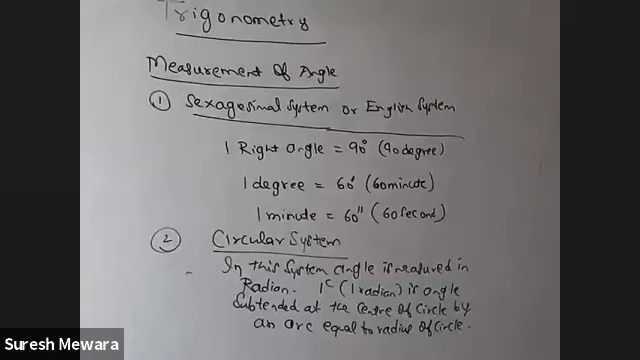 Trigonometry
Measurement Of Angle
① Sexagesimal System or English System
1 Right angle = 90° (90 degree)
1 degree = 60' (60 minute)
1 minute = 60" (60 second)
② Circular System
In this System angle is measured in
Radian. 1ᶜ (1 radian) is angle
Subtended at the Centre Of Circle by
an arc equal to radius Of Circle.
Suresh Mewara